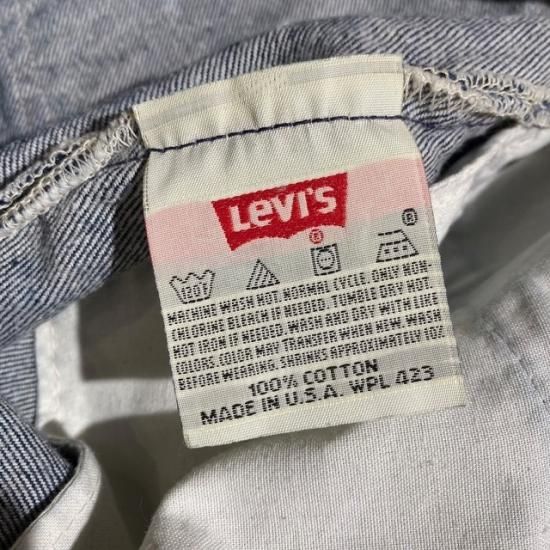 LEVI'S
120F
MACHINE WASH HOT, NORMAL CYCLE. ONLY NON-
CHLORINE BLEACH IF NEEDED. TUMBLE DRY HOT.
HOT IRON IF NEEDED. WASH AND DRY WITH LIKE
COLORS. COLOR MAY TRANSFER WHEN NEW. WASH
BEFORE WEARING. SHRINKS APPROXIMATELY 10%
100% COTTON
MADE IN U.S.A. WPL 423